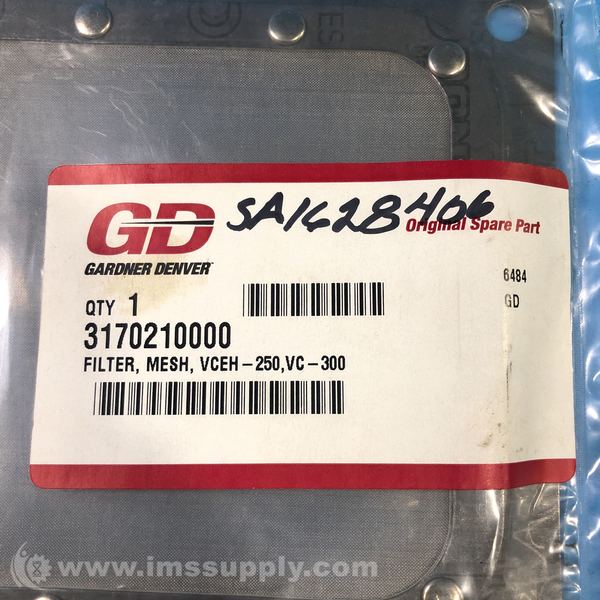 GD
GARDNER DENVER
SA1628406
Original Spare Part
QTY 1
6484
GD
3170210000
FILTER, MESH, VCEH-250,VC-300
www.imssupply.com